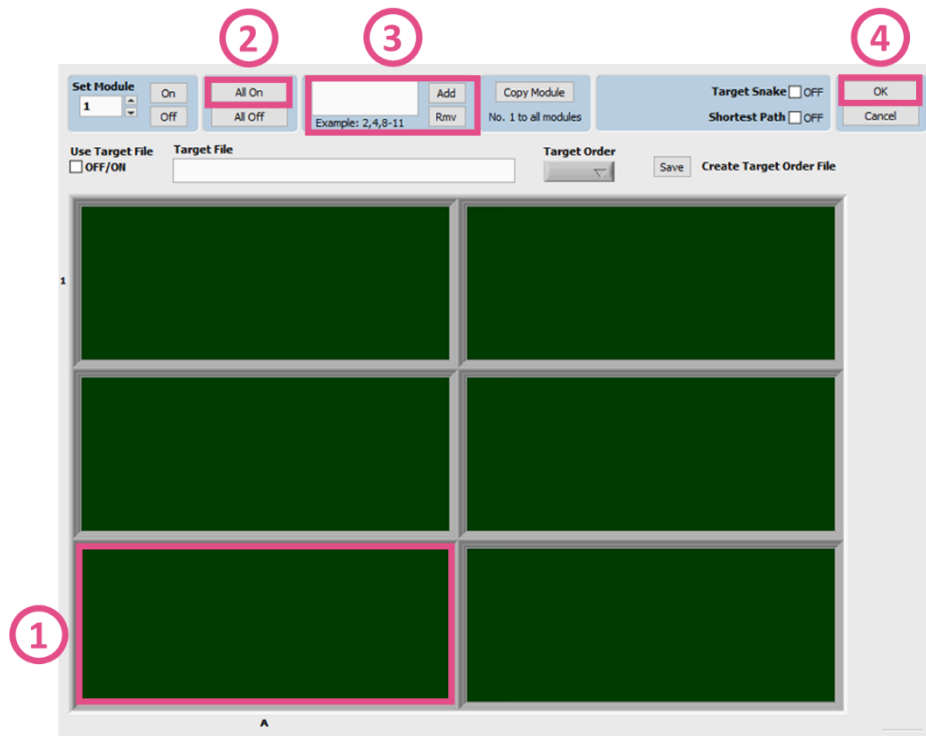 2
3
4
Set Module
1
On
Off
All On
All Off
Add
Rmv
Example: 2,4,8-11
Copy Module
No. 1 to all modules
Target Snake OFF
Shortest Path OFF
OK
Cancel
Use Target File
OFF/ON
Target File
Target Order
Save
Create Target Order File
1
1
A